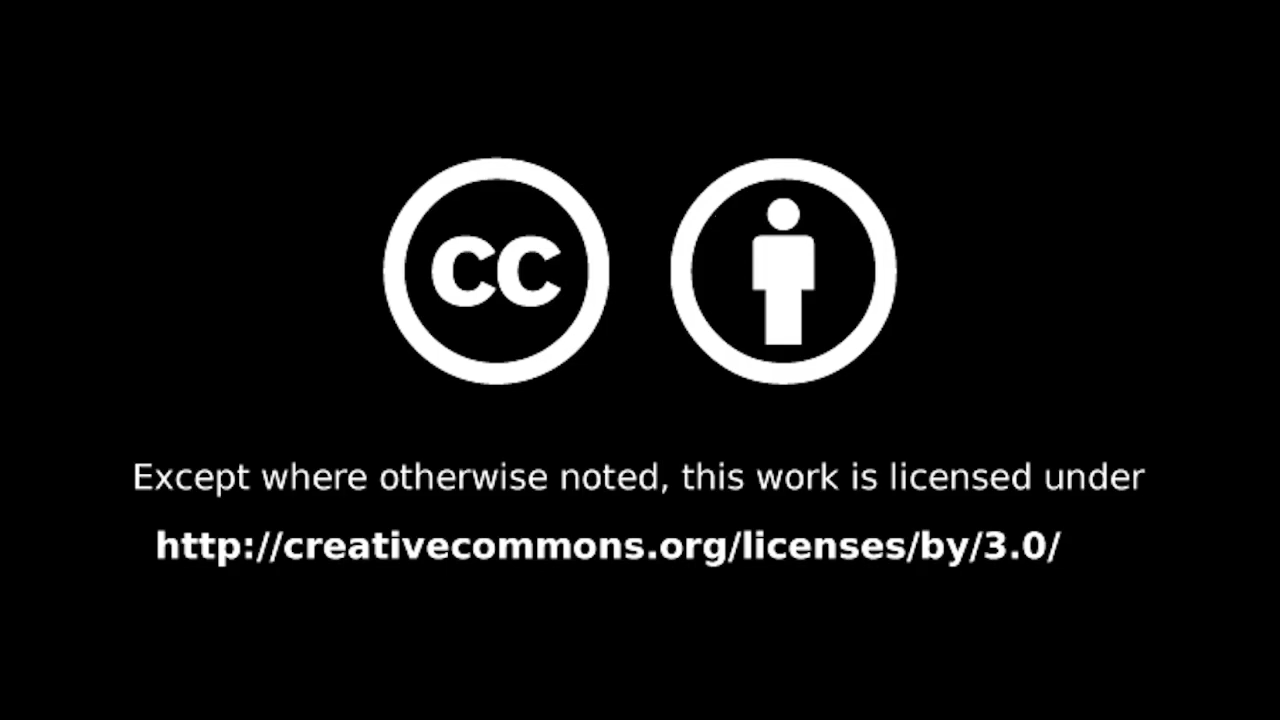 cc
Except where otherwise noted, this work is licensed under
http://creativecommons.org/licenses/by/3.0/